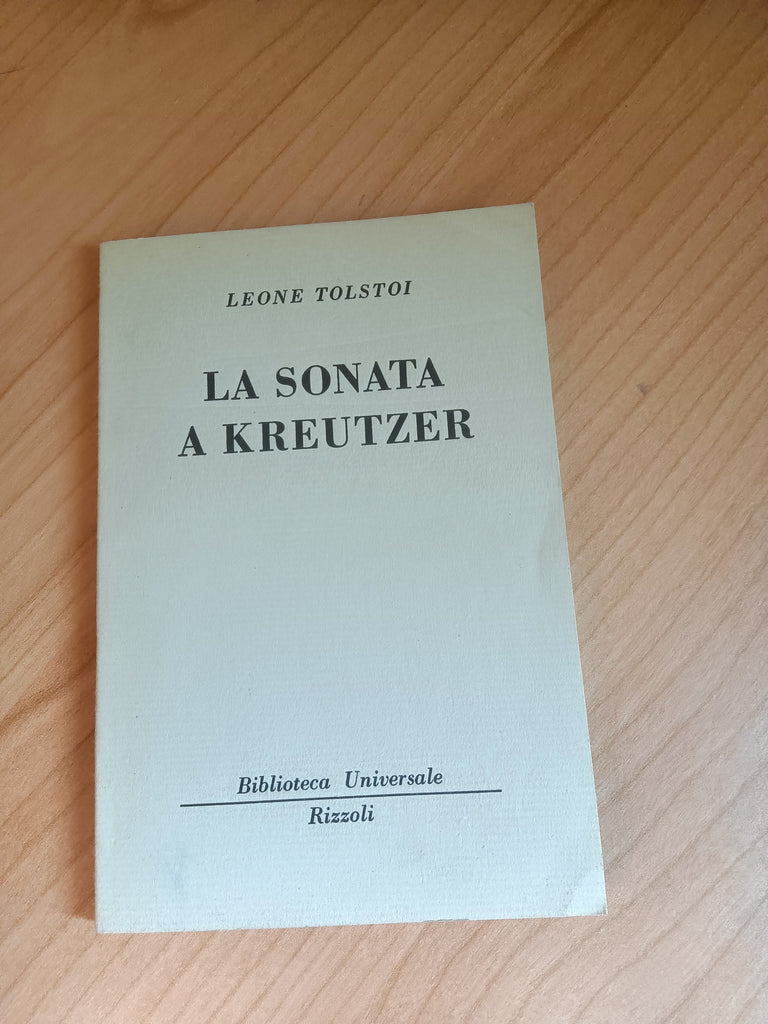 LEONE TOLSTOI
LA SONATA
A KREUTZER
Biblioteca Universale
Rizzoli